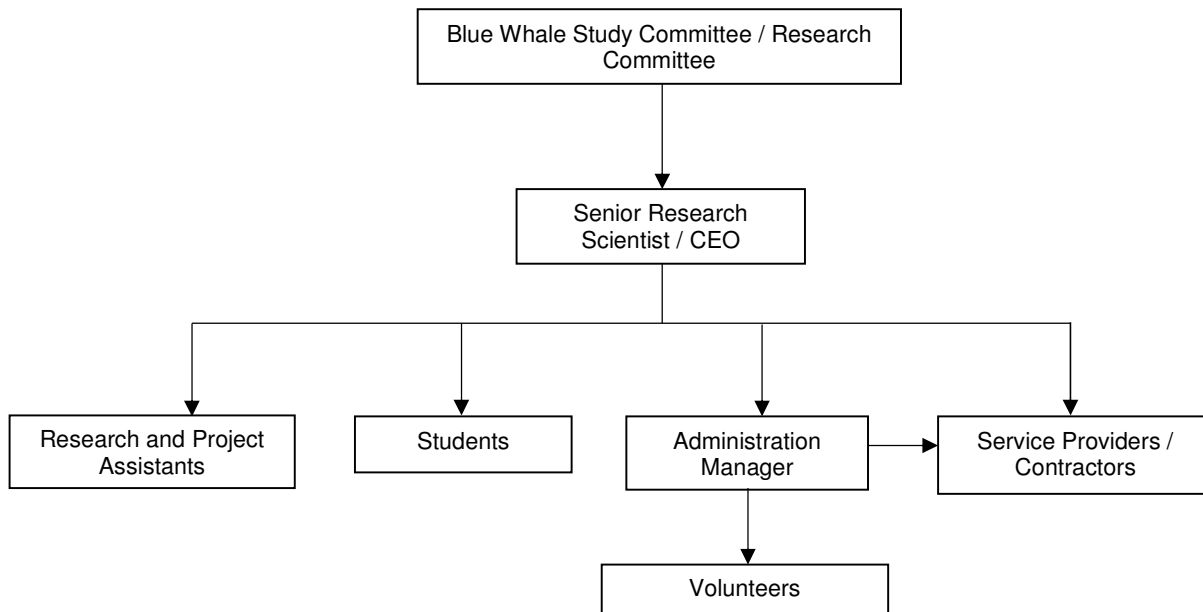 Blue Whale Study Committee / Research
Committee
Senior Research
Scientist / CEO
Research and Project
Assistants
Students
Administration
Manager
Service Providers /
Contractors
Volunteers